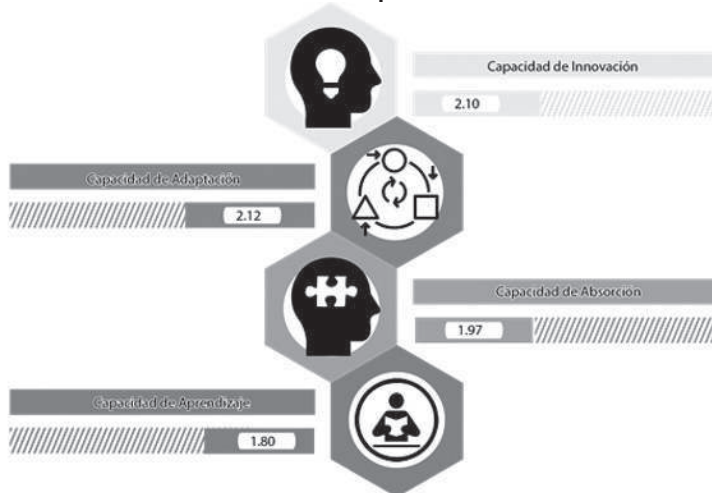 Capacidad de Innovación
2.10
Capacidad de Adaptación
2.12
Capacidad de Absorción
1.97
Capacidad de Aprendizaje
1.80